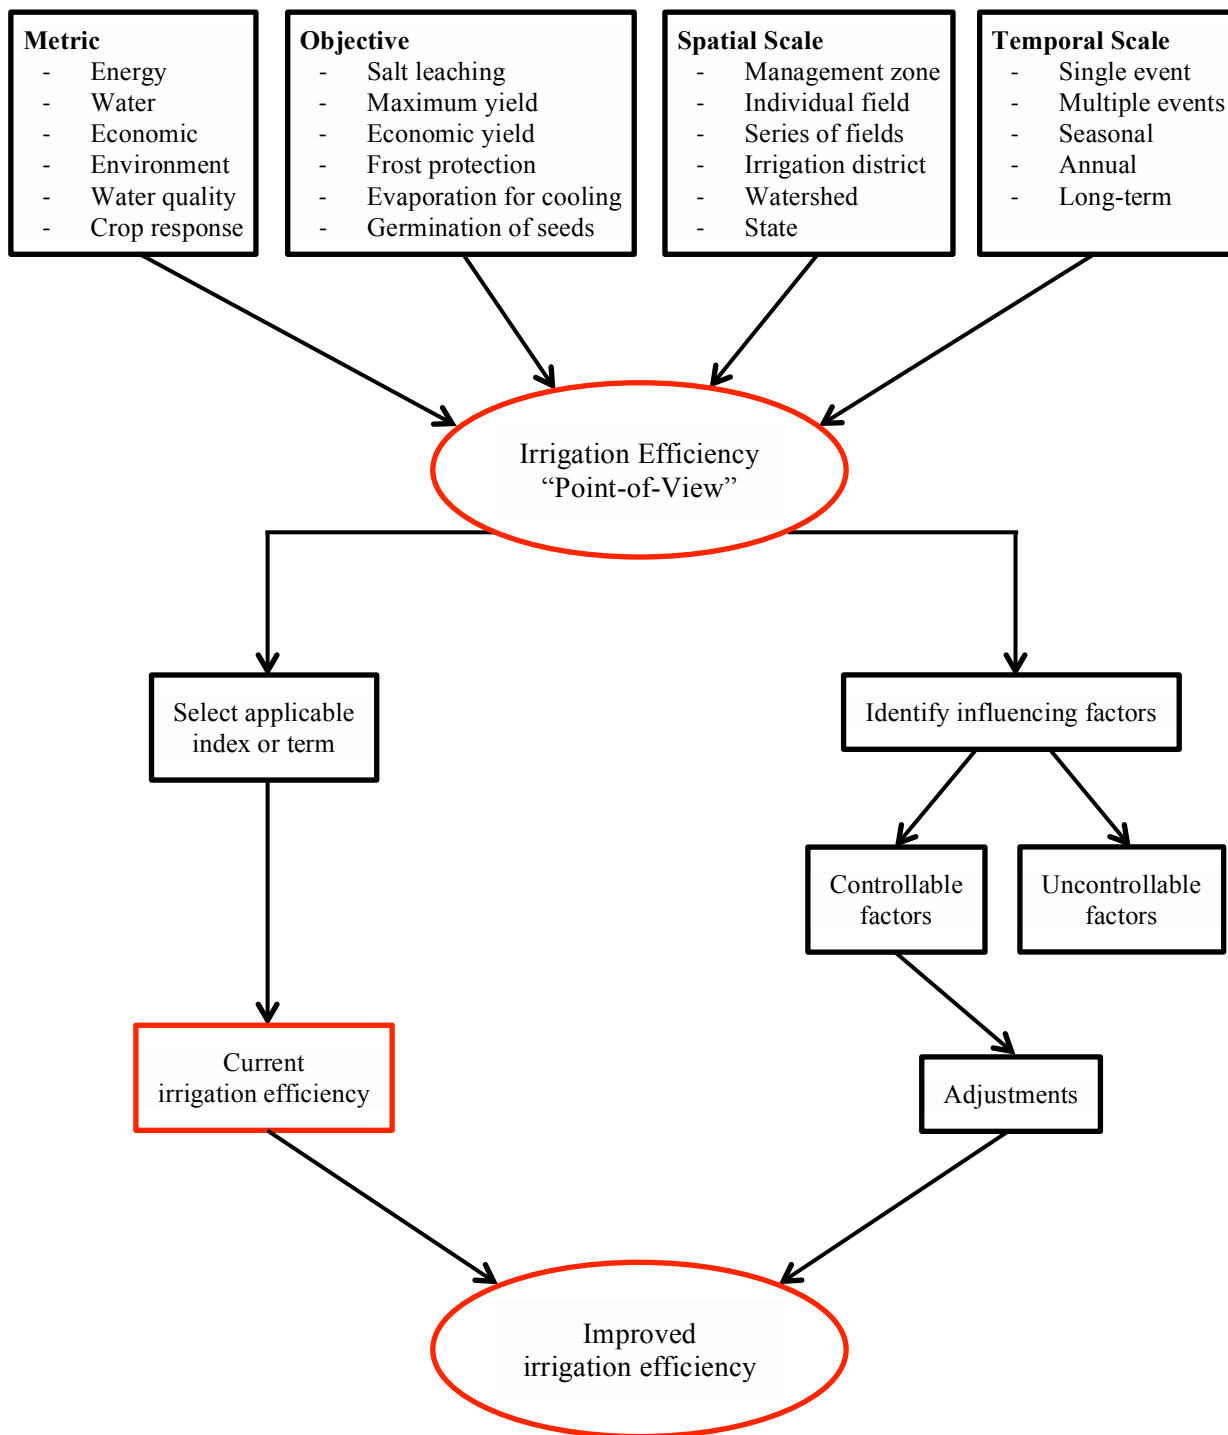 Metric
- Energy
- Water
- Economic
- Environment
- Water quality
- Crop response
Objective
- Salt leaching
- Maximum yield
- Economic yield
- Frost protection
- Evaporation for cooling
- Germination of seeds
Spatial Scale
- Management zone
- Individual field
- Series of fields
- Irrigation district
- Watershed
- State
Temporal Scale
- Single event
- Multiple events
- Seasonal
- Annual
- Long-term
Irrigation Efficiency
“Point-of-View”
Select applicable
index or term
Identify influencing factors
Controllable
factors
Uncontrollable
factors
Current
irrigation efficiency
Adjustments
Improved
irrigation efficiency